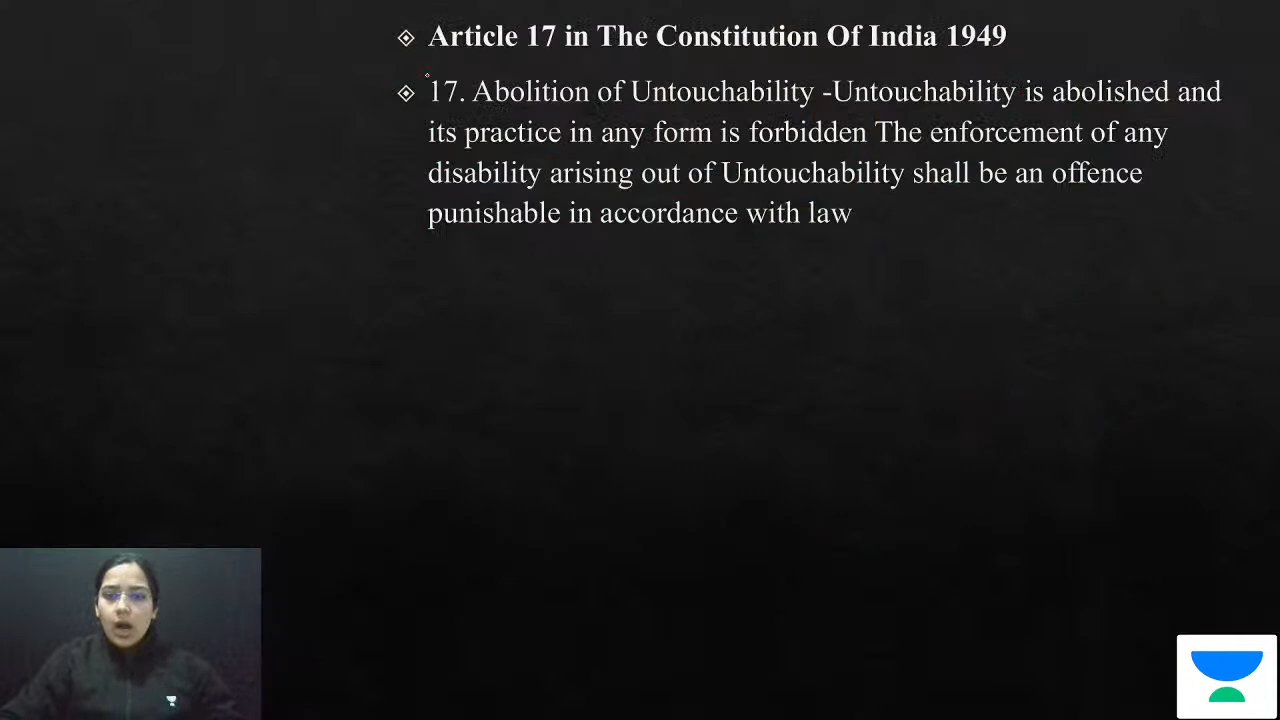 Article 17 in The Constitution Of India 1949
17. Abolition of Untouchability -Untouchability is abolished and
its practice in any form is forbidden The enforcement of any
disability arising out of Untouchability shall be an offence
punishable in accordance with law